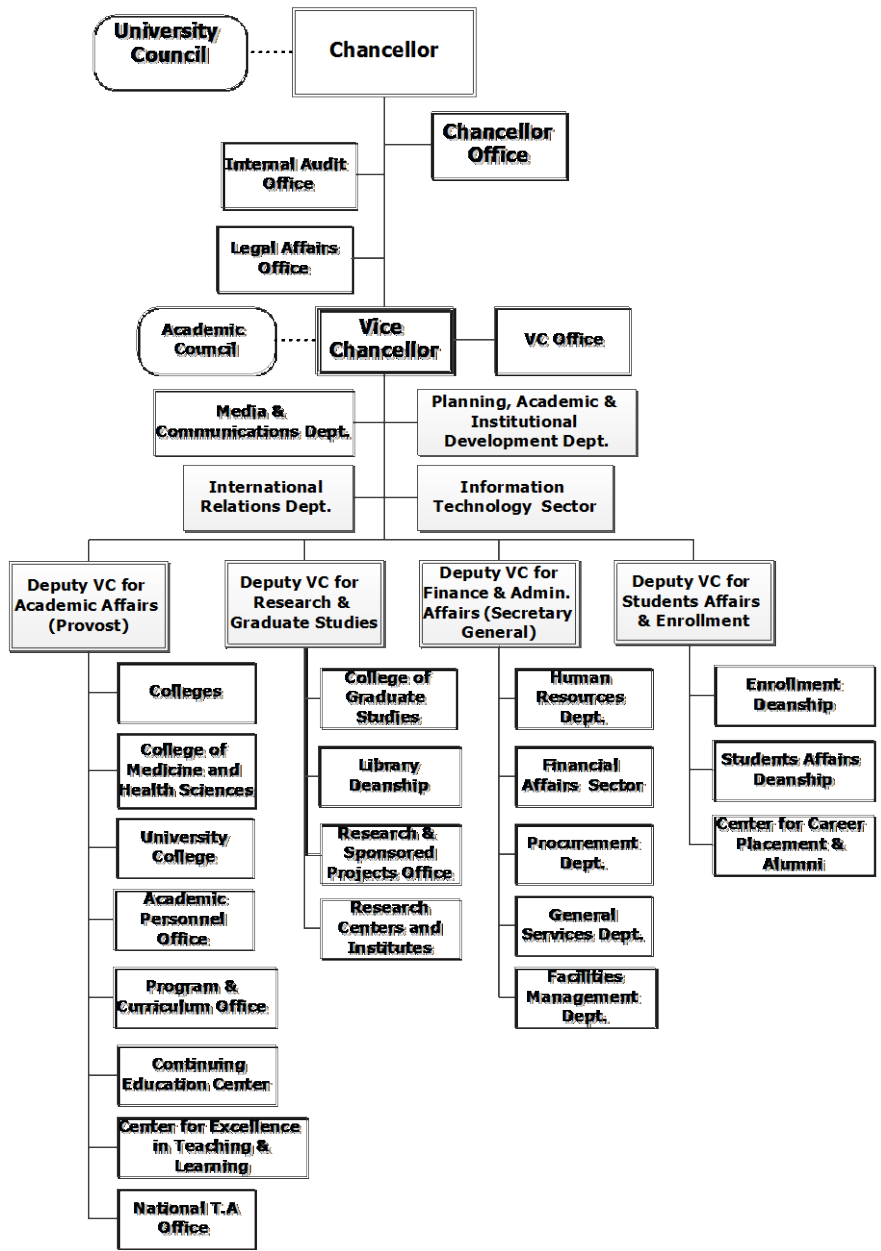 University
Council
Chancellor
Chancellor
Office
Internal Audit
Office
Legal Affairs
Office
Academic
Council
Vice
Chancellor
VC Office
Media &
Communications Dept.
Planning, Academic &
Institutional
Development Dept.
International
Relations Dept.
Information
Technology Sector
Deputy VC for
Academic Affairs
(Provost)
Deputy VC for
Research &
Graduate Studies
Deputy VC for
Finance & Admin.
Affairs (Secretary
General)
Deputy VC for
Students Affairs
& Enrollment
Colleges
College of
Medicine and
Health Sciences
University
College
Academic
Personnel
Office
Program &
Curriculum Office
Continuing
Education Center
Center for Excellence
in Teaching &
Learning
National T.A
Office
College of
Graduate
Studies
Library
Deanship
Research &
Sponsored
Projects Office
Research
Centers and
Institutes
Human
Resources
Dept.
Financial
Affairs Sector
Procurement
Dept.
General
Services Dept.
Facilities
Management
Dept.
Enrollment
Deanship
Students Affairs
Deanship
Center for Career
Placement &
Alumni